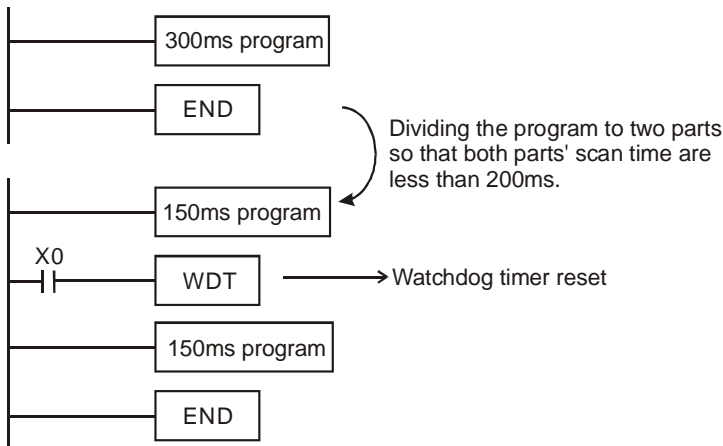 300ms program
END
Dividing the program to two parts
so that both parts' scan time are
less than 200ms.
150ms program
X0
WDT
Watchdog timer reset
150ms program
END